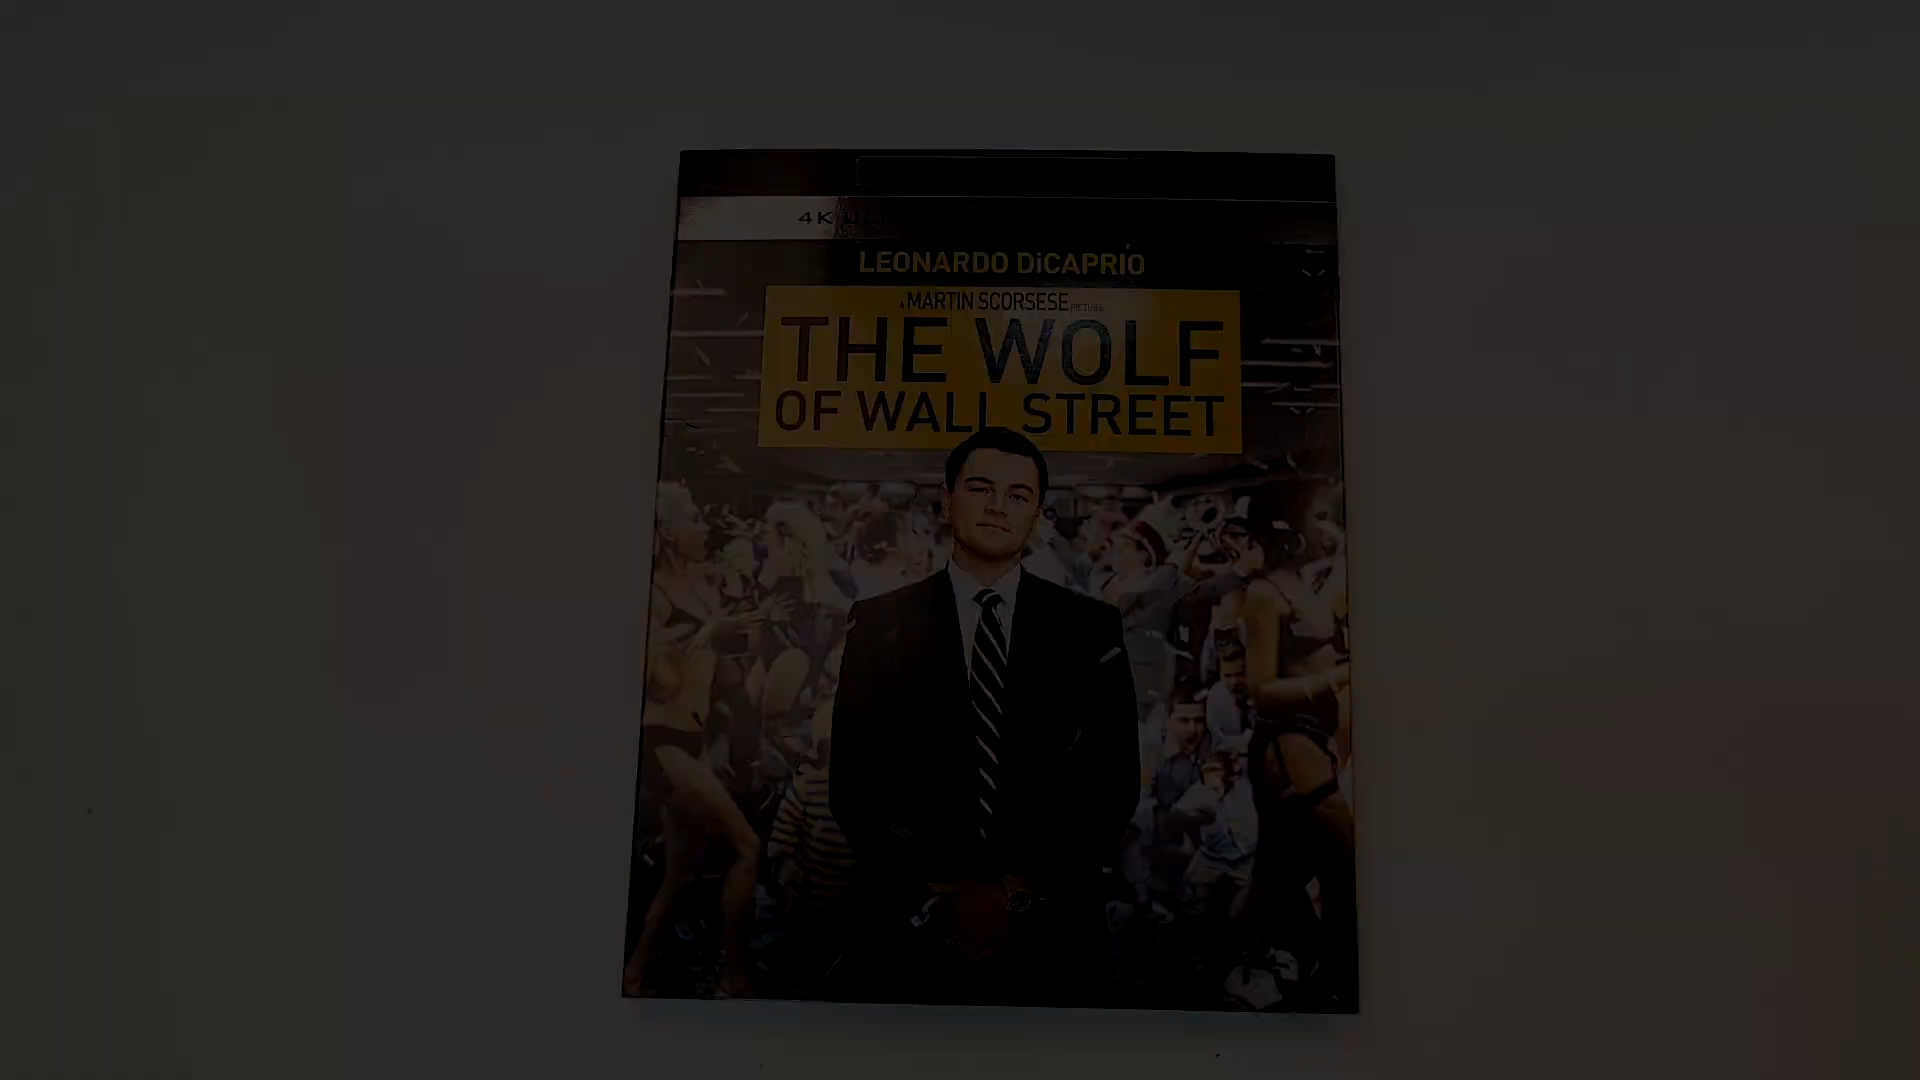 4K
LEONARDO DiCAPRIO
A MARTIN SCORSESE PICTURE
THE WOLF
OF WALL STREET